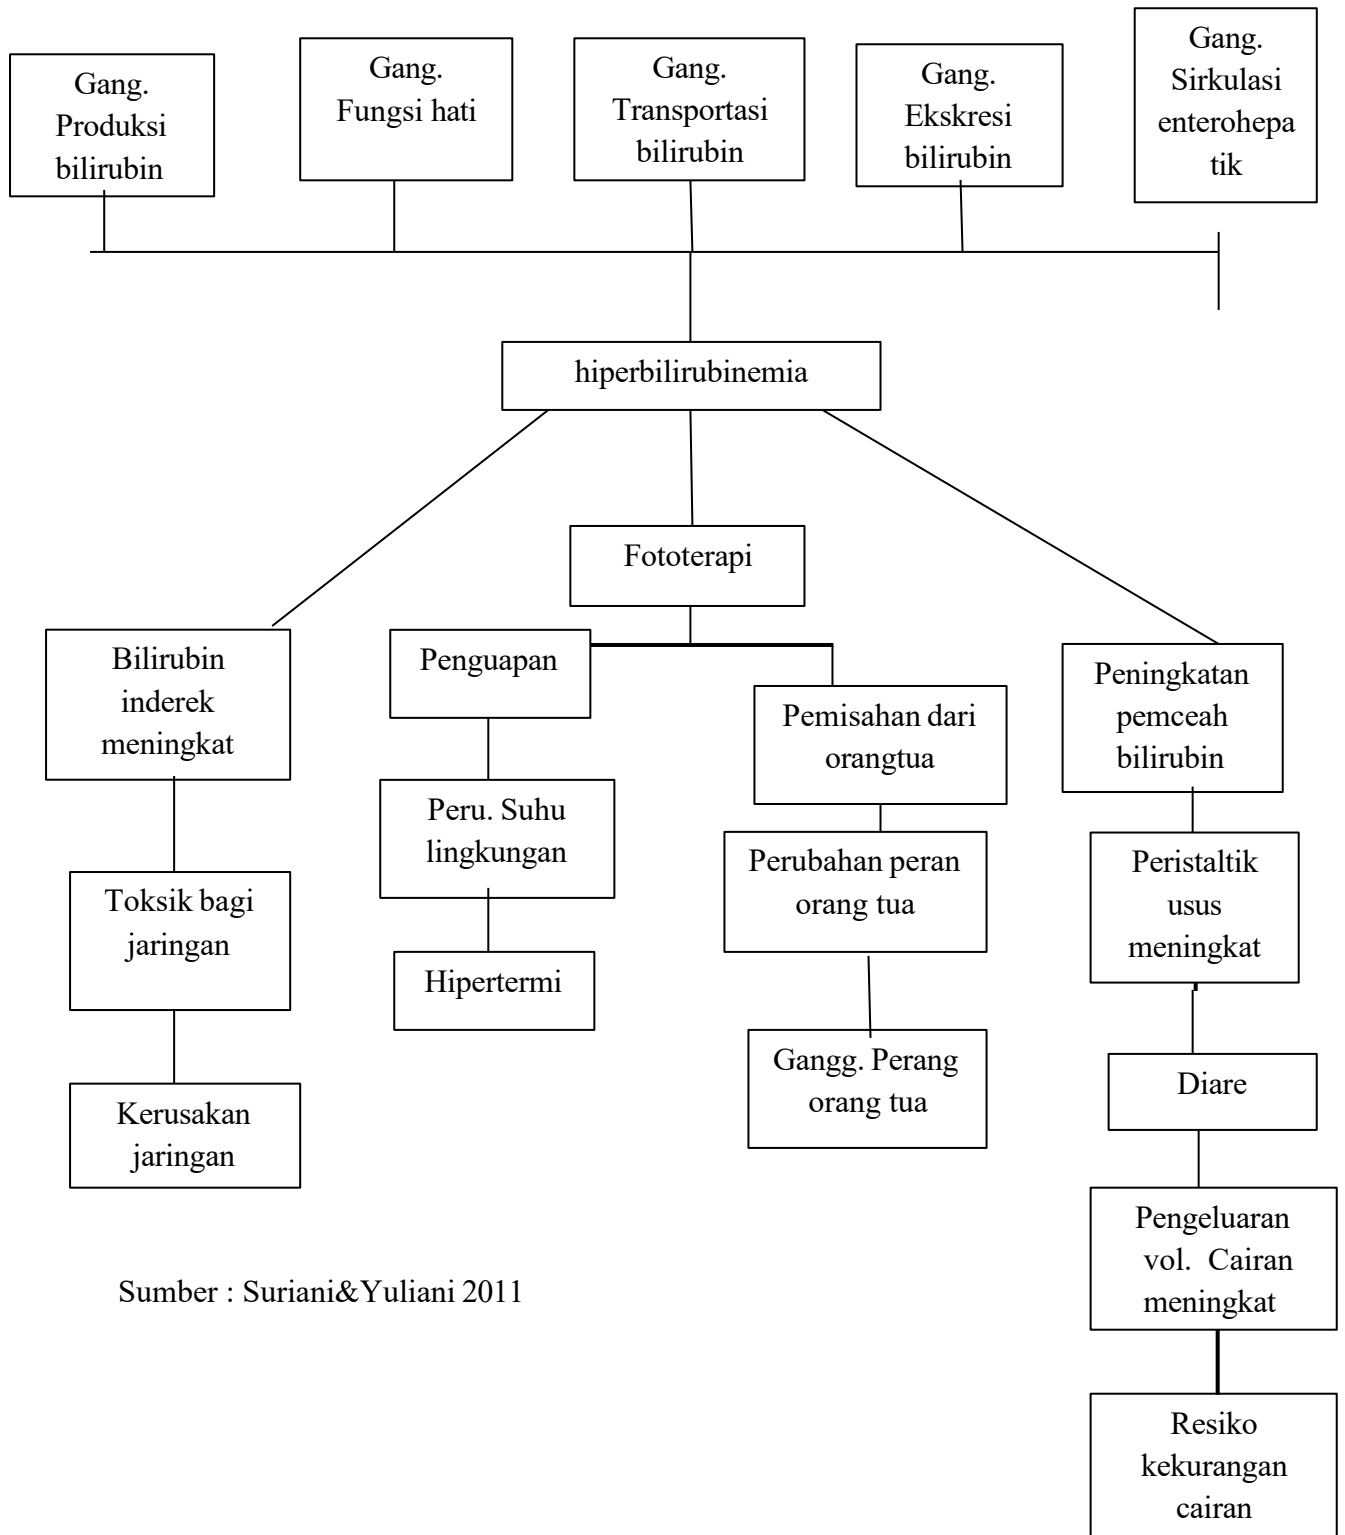 Gang.
Produksi
bilirubin
Gang.
Fungsi hati
Gang.
Transportasi
bilirubin
Gang.
Ekskresi
bilirubin
Gang.
Sirkulasi
enterohepa
tik
hiperbilirubinemia
Fototerapi
Bilirubin
inderek
meningkat
Toksik bagi
jaringan
Kerusakan
jaringan
Penguapan
Peru. Suhu
lingkungan
Hipertermi
Pemisahan dari
orangtua
Perubahan peran
orang tua
Gangg. Perang
orang tua
Peningkatan
pemceah
bilirubin
Peristaltik
usus
meningkat
Diare
Pengeluaran
vol. Cairan
meningkat
Resiko
kekurangan
cairan
Sumber : Suriani&Yuliani 2011